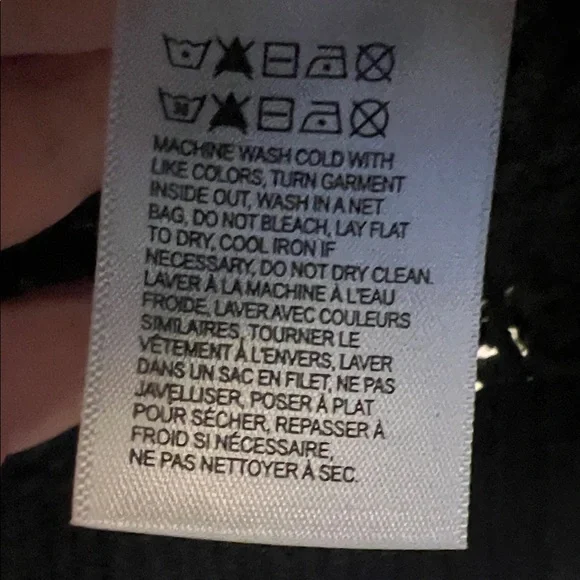 MACHINE WASH COLD WITH
LIKE COLORS, TURN GARMENT
INSIDE OUT, WASH IN A NET
BAG, DO NOT BLEACH, LAY FLAT
TO DRY, COOL IRON IF
NECESSARY, DO NOT DRY CLEAN.
LAVER À LA MACHINE À L'EAU
FROIDE, LAVER AVEC COULEURS
SIMILAIRES, TOURNER LE
VÊTEMENT À L'ENVERS, LAVER
DANS UN SAC EN FILET, NE PAS
JAVELLISER, POSER À PLAT
POUR SÉCHER, REPASSER À
FROID SI NÉCESSAIRE,
NE PAS NETTOYER À SEC.